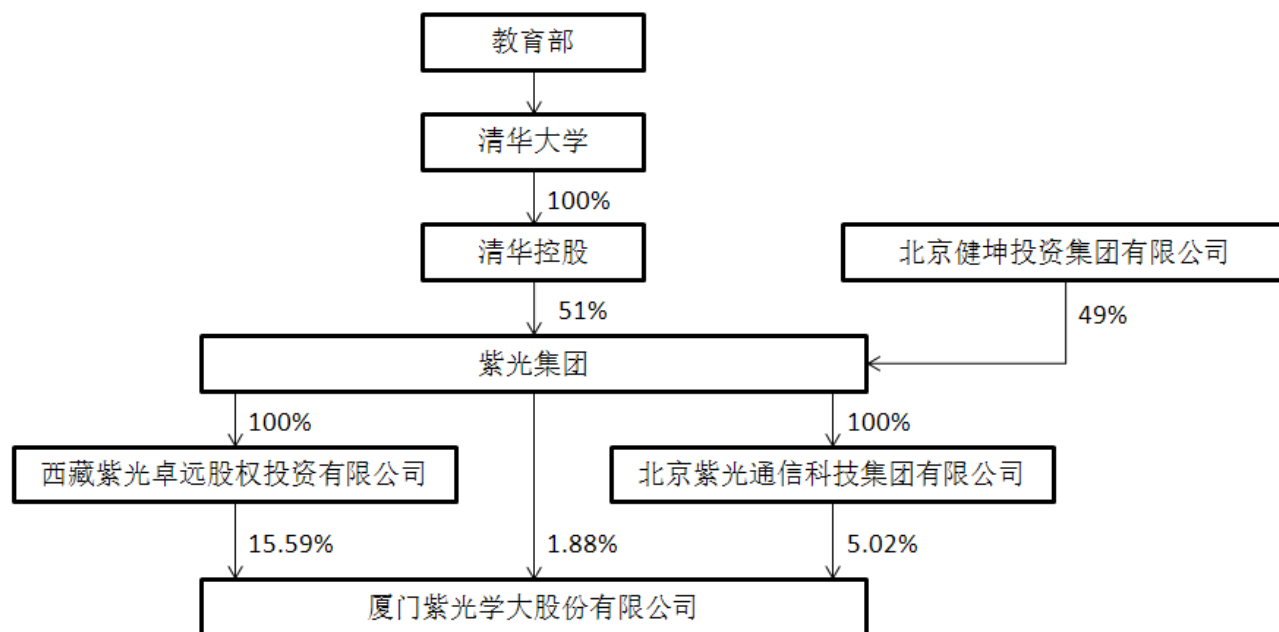 教育部
清华大学
100%
清华控股
北京健坤投资集团有限公司
51%
49%
紫光集团
100%
100%
西藏紫光卓远股权投资有限公司
北京紫光通信科技集团有限公司
15.59%
1.88%
5.02%
厦门紫光学大股份有限公司